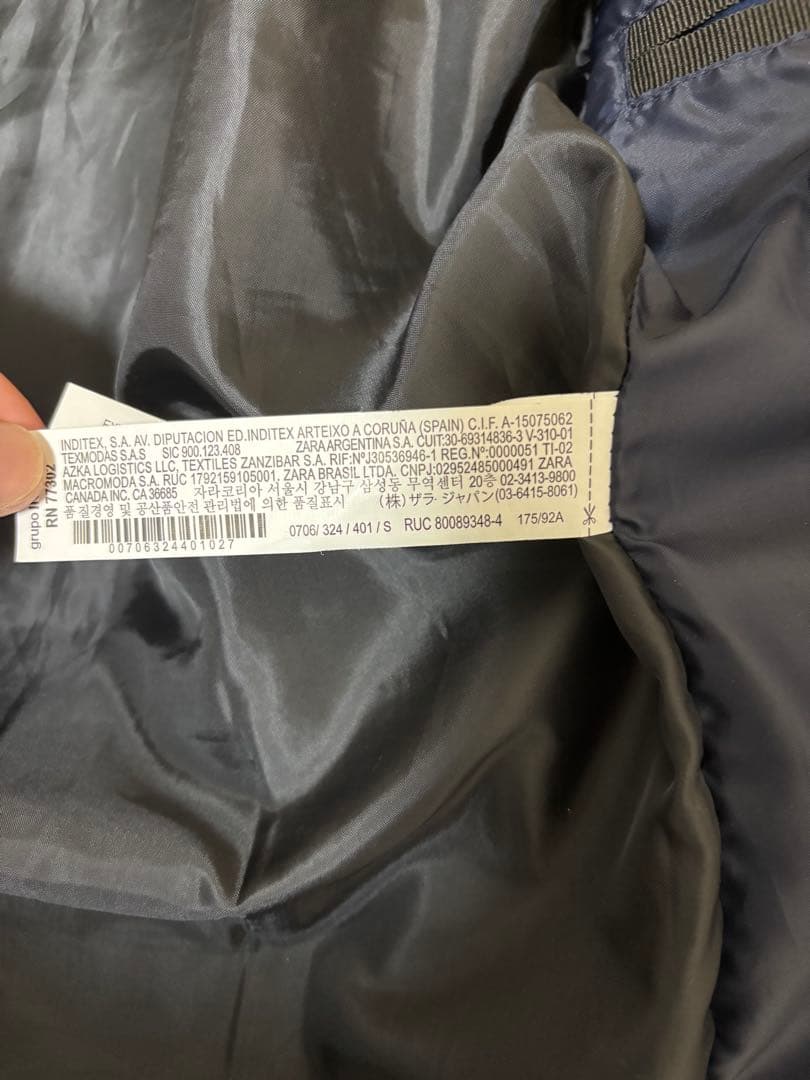 INDITEX, S.A. AV. DIPUTACION ED.INDITEX ARTEIXO A CORUÑA (SPAIN) C.I.F. A-15075062
TEXMODAS S.A.S SIC 900.123.408 ZARA ARGENTINA S.A. CUIT:30-69314836-3 V-310-01
AZKA LOGISTICS LLC, TEXTILES ZANZIBAR S.A. RIF:NºJ30536946-1 REG.Nº:0000051 TI-02
MACROMODA S.A. RUC 1792159105001. ZARA BRASIL LTDA. CNPJ:02952485000491 ZARA
CANADA INC. CA 36685 자라코리아 서울시 강남구 삼성동 무역센터 20층 02-3413-9800
품질경영 및 공산품안전 관리법에 의한 품질표시 (株) ザラ・ジャパン(03-6415-8061)
0706/ 324 / 401 / S RUC 80089348-4 175/92A
00706324401027
grupo
RN 77302